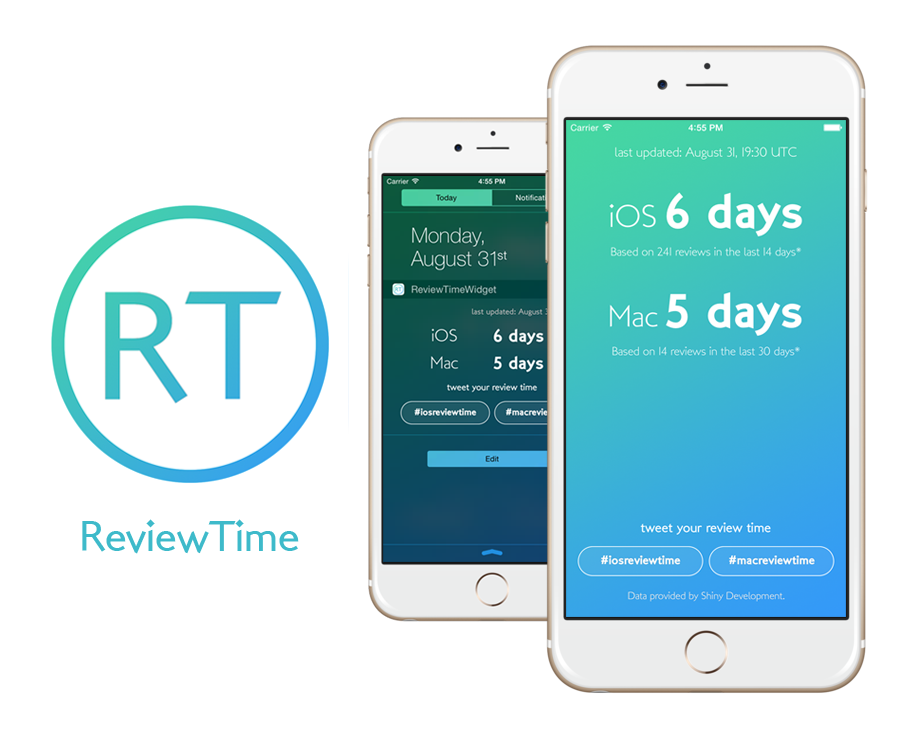 RT
ReviewTime
Carrier 4:55 PM
Today
Monday,
August 31st
ReviewTimeWidget
last updated: August
iOS 6 days
Mac 5 days
tweet your review time
#iosreviewtime
Edit
Carrier 4:55 PM
last updated: August 31, 19:30 UTC
iOS 6 days
Based on 241 reviews in the last 14 days*
Mac 5 days
Based on 14 reviews in the last 30 days*
tweet your review time
#iosreviewtime #macreviewtime
Data provided by Shiny Development.